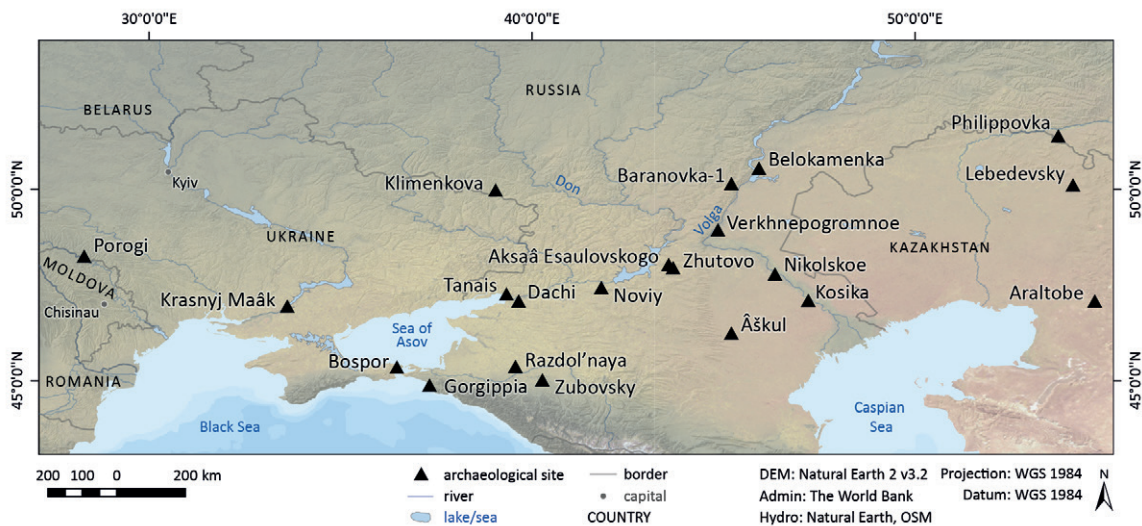 30°0'0"E
40°0'0"E
50°0'0"E
RUSSIA
BELARUS
Philippovka
Belokamenka
Lebedevsky
Baranovka-1
50°0'0"N
50°0'0"N
Kyiv
Klimenkova
Don
Volga
Verkhnepogromnoe
UKRAINE
Porogi
KAZAKHSTAN
Aksaâ Esaulovskogo
Zhutovo
Nikolskoe
MOLDOVA
Tanais
Dachi
Noviy
Kosika
Araltobe
Chisinau
Krasnyj Maâk
Sea of
Asov
Âškul
Bospor
Razdol'naya
45°0'0"N
ROMANIA
Gorgippia
Zubovsky
45°0'0"N
Black Sea
Caspian
Sea
200 100 0 200 km
archaeological site
river
lake/sea
border
capital
COUNTRY
DEM: Natural Earth 2 v3.2
Admin: The World Bank
Hydro: Natural Earth, OSM
Projection: WGS 1984
Datum: WGS 1984
N